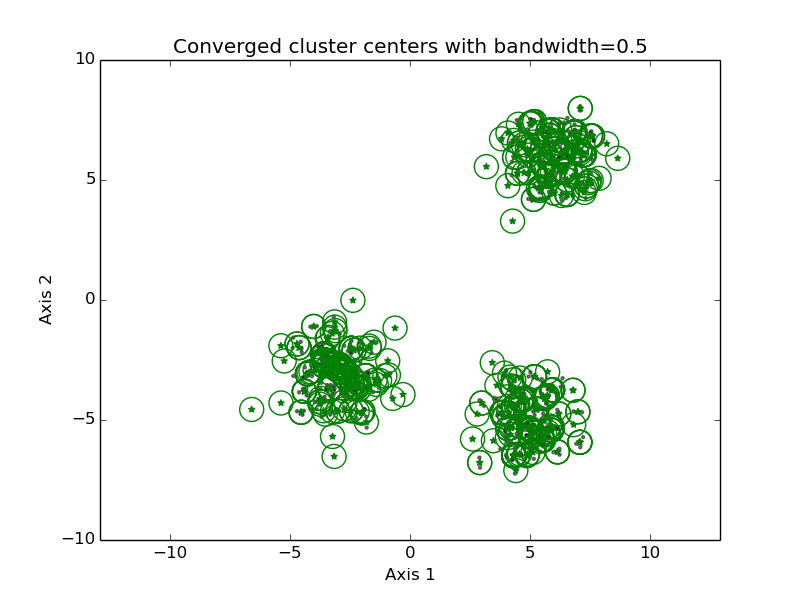 Converged cluster centers with bandwidth=0.5
10
5
0
−5
−10
Axis 2
−10 −5 0 5 10
Axis 1